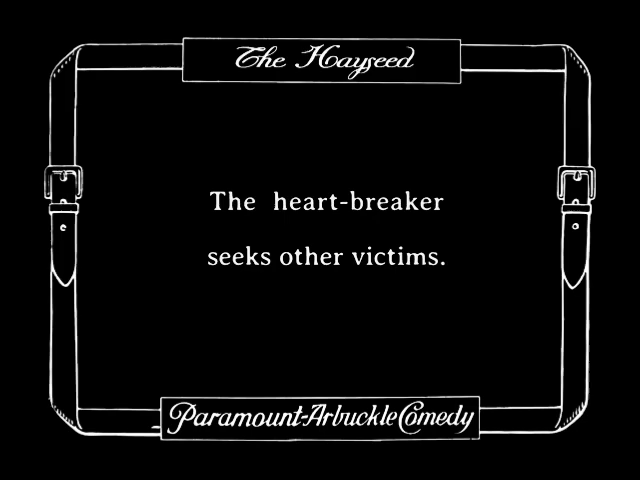 The Hayseed
The heart-breaker
seeks other victims.
Paramount-Arbuckle Comedy